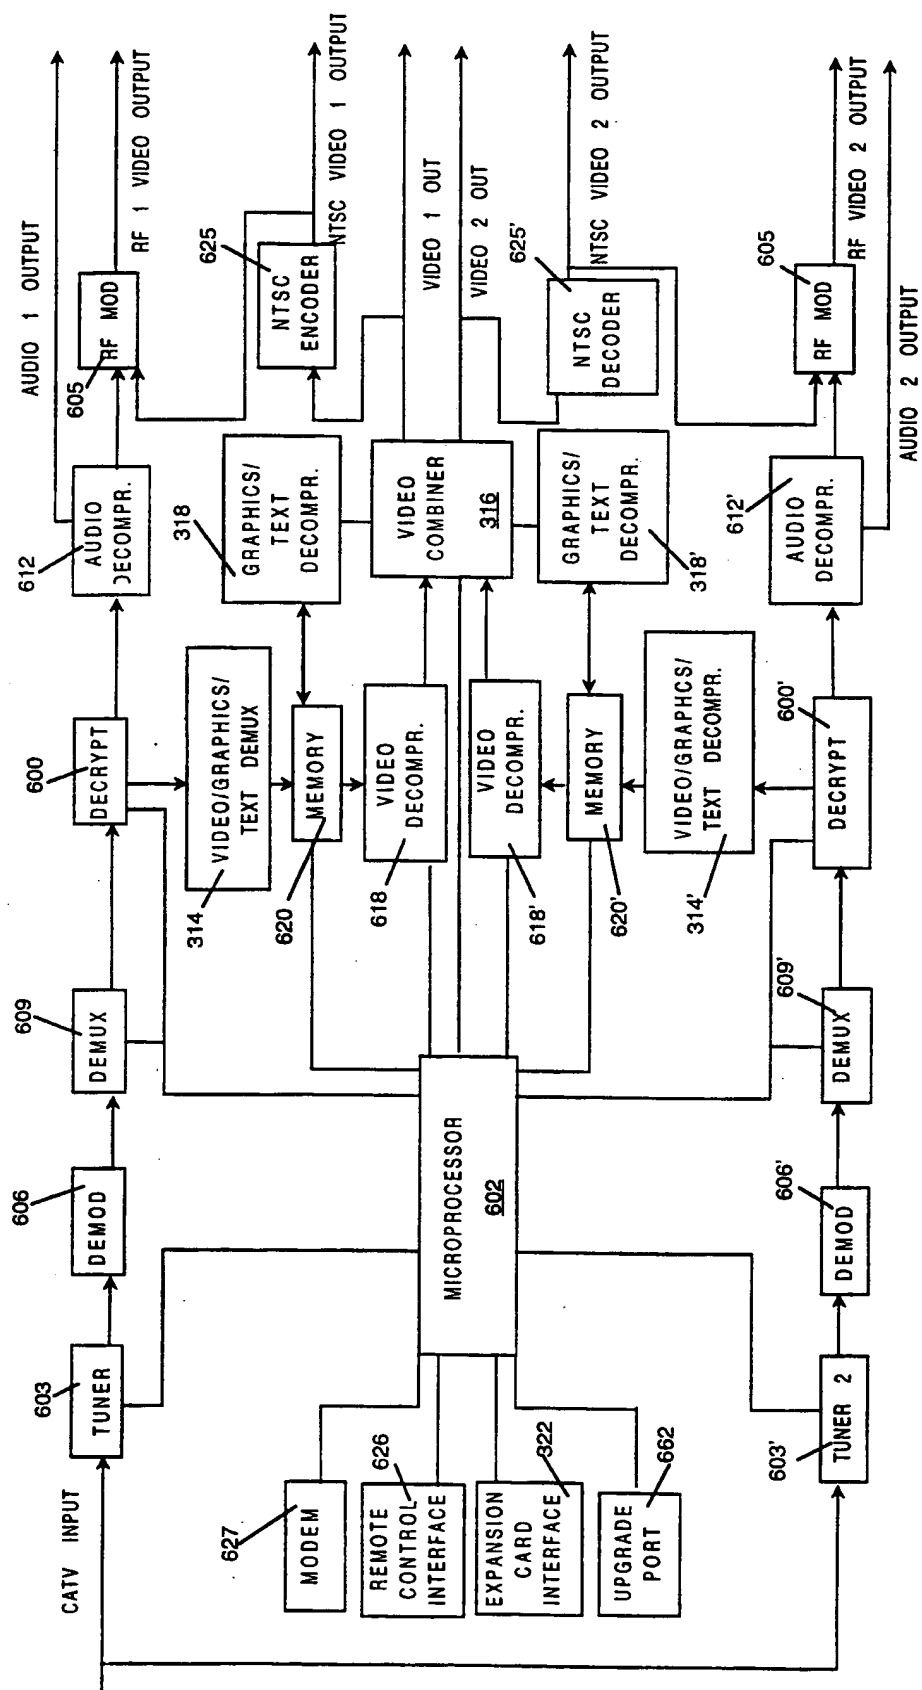 CATV INPUT
603
TUNER
606
DEMOD
609
DEMUX
600
DECRYPT
612
AUDIO
DECOMPR.
605
RF MOD
AUDIO 1 OUTPUT
RF 1 VIDEO OUTPUT
314
VIDEO/GRAPHICS/
TEXT DEMUX
318
GRAPHICS/
TEXT
DECOMPR.
625
NTSC
ENCODER
NTSC VIDEO 1 OUTPUT
627
MODEM
620
MEMORY
626
REMOTE
CONTROL
INTERFACE
618
VIDEO
DECOMPR.
VIDEO 1 OUT
MICROPROCESSOR
602
VIDEO
COMBINER
316
VIDEO 2 OUT
322
EXPANSION
CARD
INTERFACE
618'
VIDEO
DECOMPR.
625'
NTSC
DECODER
NTSC VIDEO 2 OUTPUT
662
UPGRADE
PORT
620'
MEMORY
GRAPHICS/
TEXT
DECOMPR.
318'
314'
VIDEO/GRAPHCS/
TEXT DECOMPR.
603'
TUNER 2
606'
DEMOD
609'
DEMUX
600'
DECRYPT
612'
AUDIO
DECOMPR.
605
RF MOD
RF VIDEO 2 OUTPUT
AUDIO 2 OUTPUT